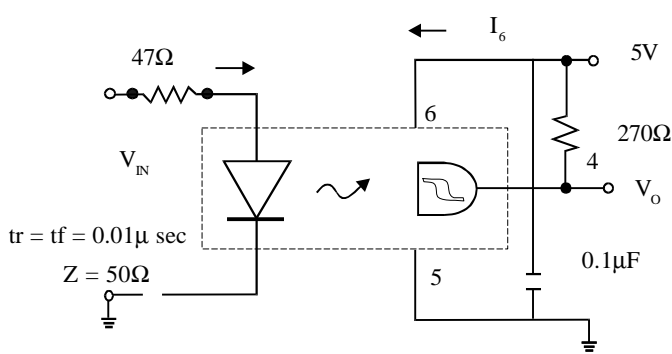 I6
47Ω
5V
6
270Ω
4
VIN
VO
tr = tf = 0.01μ sec
Z = 50Ω
5
0.1μF